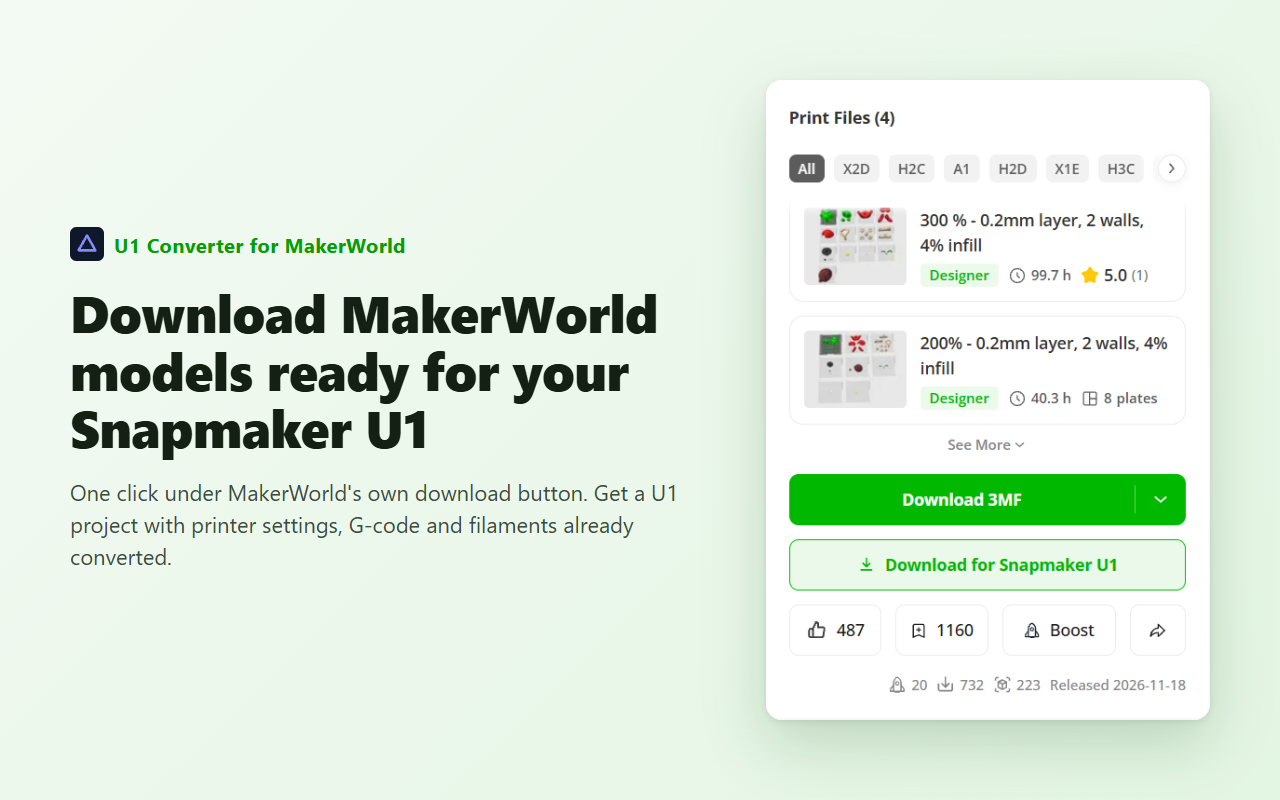 U1 Converter for MakerWorld
Download MakerWorld
models ready for your
Snapmaker U1
One click under MakerWorld's own download button. Get a U1
project with printer settings, G-code and filaments already
converted.
Print Files (4)
All X2D H2C A1 H2D X1E H3C
300 % - 0.2mm layer, 2 walls,
4% infill
Designer 99.7 h 5.0 (1)
200% - 0.2mm layer, 2 walls, 4%
infill
Designer 40.3 h 8 plates
See More
Download 3MF
Download for Snapmaker U1
487 1160 Boost
20 732 223 Released 2026-11-18